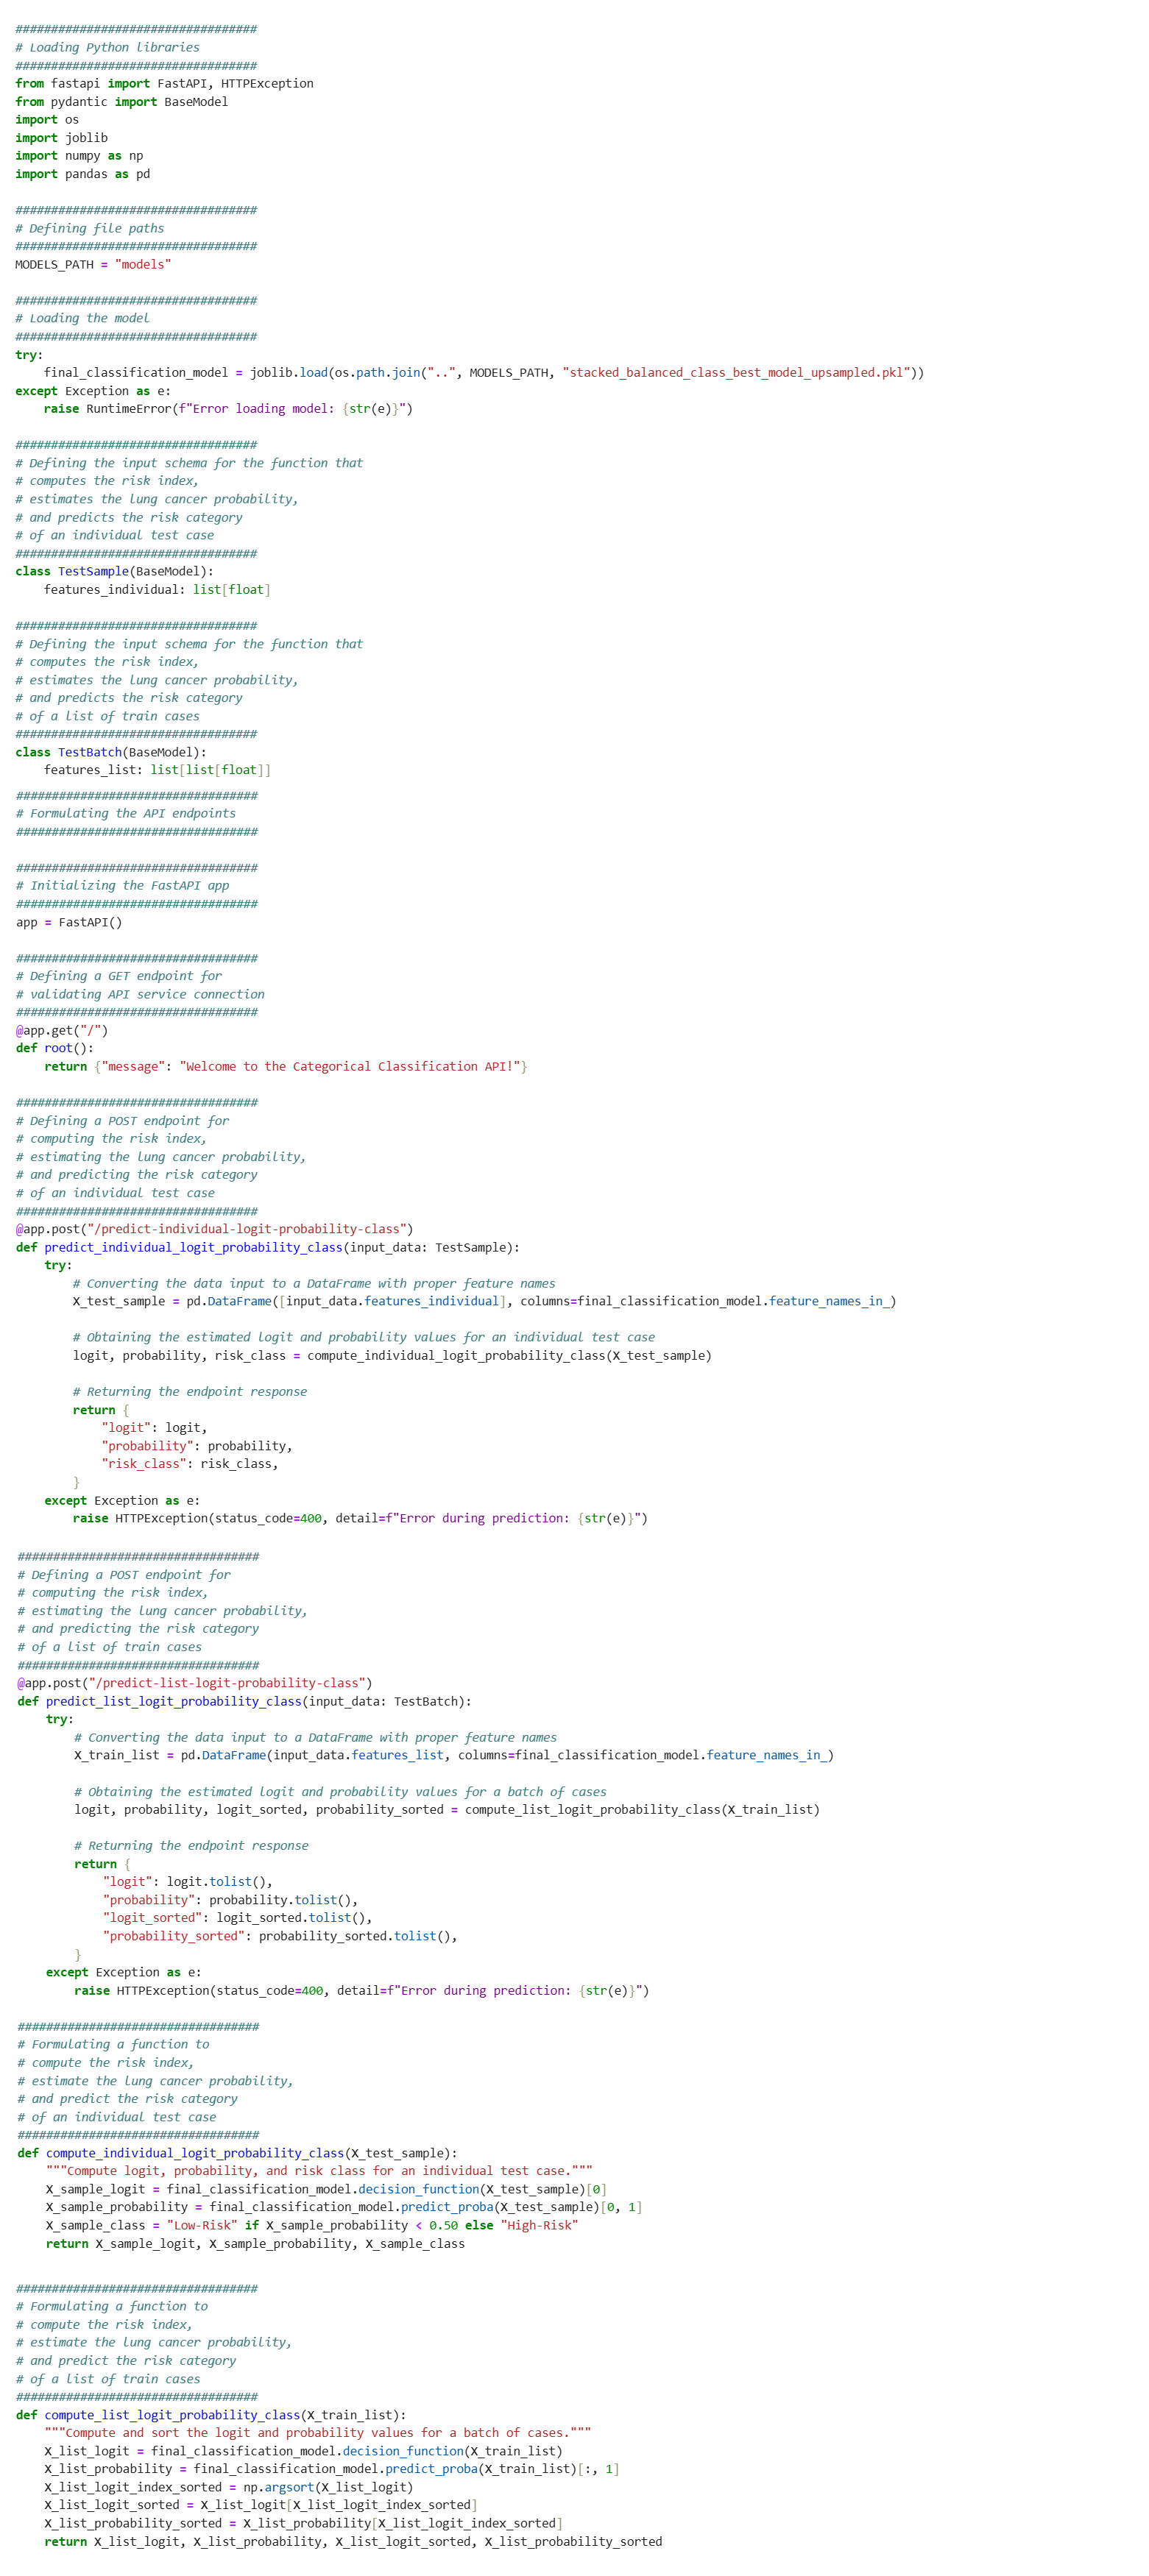 ##################################
# Loading Python libraries
##################################
from fastapi import FastAPI, HTTPException
from pydantic import BaseModel
import os
import joblib
import numpy as np
import pandas as pd

##################################
# Defining file paths
##################################
MODELS_PATH = "models"

##################################
# Loading the model
##################################
try:
    final_classification_model = joblib.load(os.path.join("..", MODELS_PATH, "stacked_balanced_class_best_model_upsampled.pkl"))
except Exception as e:
    raise RuntimeError(f"Error loading model: {str(e)}")

##################################
# Defining the input schema for the function that
# computes the risk index,
# estimates the lung cancer probability,
# and predicts the risk category
# of an individual test case
##################################
class TestSample(BaseModel):
    features_individual: list[float]

##################################
# Defining the input schema for the function that
# computes the risk index,
# estimates the lung cancer probability,
# and predicts the risk category
# of a list of train cases
##################################
class TestBatch(BaseModel):
    features_list: list[list[float]]
##################################
# Formulating the API endpoints
##################################

##################################
# Initializing the FastAPI app
##################################
app = FastAPI()

##################################
# Defining a GET endpoint for
# validating API service connection
##################################
@app.get("/")
def root():
    return {"message": "Welcome to the Categorical Classification API!"}

##################################
# Defining a POST endpoint for
# computing the risk index,
# estimating the lung cancer probability,
# and predicting the risk category
# of an individual test case
##################################
@app.post("/predict-individual-logit-probability-class")
def predict_individual_logit_probability_class(input_data: TestSample):
    try:
        # Converting the data input to a DataFrame with proper feature names
        X_test_sample = pd.DataFrame([input_data.features_individual], columns=final_classification_model.feature_names_in_)

        # Obtaining the estimated logit and probability values for an individual test case
        logit, probability, risk_class = compute_individual_logit_probability_class(X_test_sample)

        # Returning the endpoint response
        return {
            "logit": logit,
            "probability": probability,
            "risk_class": risk_class,
        }
    except Exception as e:
        raise HTTPException(status_code=400, detail=f"Error during prediction: {str(e)}")

##################################
# Defining a POST endpoint for
# computing the risk index,
# estimating the lung cancer probability,
# and predicting the risk category
# of a list of train cases
##################################
@app.post("/predict-list-logit-probability-class")
def predict_list_logit_probability_class(input_data: TestBatch):
    try:
        # Converting the data input to a DataFrame with proper feature names
        X_train_list = pd.DataFrame(input_data.features_list, columns=final_classification_model.feature_names_in_)

        # Obtaining the estimated logit and probability values for a batch of cases
        logit, probability, logit_sorted, probability_sorted = compute_list_logit_probability_class(X_train_list)

        # Returning the endpoint response
        return {
            "logit": logit.tolist(),
            "probability": probability.tolist(),
            "logit_sorted": logit_sorted.tolist(),
            "probability_sorted": probability_sorted.tolist(),
        }
    except Exception as e:
        raise HTTPException(status_code=400, detail=f"Error during prediction: {str(e)}")

##################################
# Formulating a function to
# compute the risk index,
# estimate the lung cancer probability,
# and predict the risk category
# of an individual test case
##################################
def compute_individual_logit_probability_class(X_test_sample):
    """Compute logit, probability, and risk class for an individual test case."""
    X_sample_logit = final_classification_model.decision_function(X_test_sample)[0]
    X_sample_probability = final_classification_model.predict_proba(X_test_sample)[0, 1]
    X_sample_class = "Low-Risk" if X_sample_probability < 0.50 else "High-Risk"
    return X_sample_logit, X_sample_probability, X_sample_class

##################################
# Formulating a function to
# compute the risk index,
# estimate the lung cancer probability,
# and predict the risk category
# of a list of train cases
##################################
def compute_list_logit_probability_class(X_train_list):
    """Compute and sort the logit and probability values for a batch of cases."""
    X_list_logit = final_classification_model.decision_function(X_train_list)
    X_list_probability = final_classification_model.predict_proba(X_train_list)[:, 1]
    X_list_logit_index_sorted = np.argsort(X_list_logit)
    X_list_logit_sorted = X_list_logit[X_list_logit_index_sorted]
    X_list_probability_sorted = X_list_probability[X_list_logit_index_sorted]
    return X_list_logit, X_list_probability, X_list_logit_sorted, X_list_probability_sorted